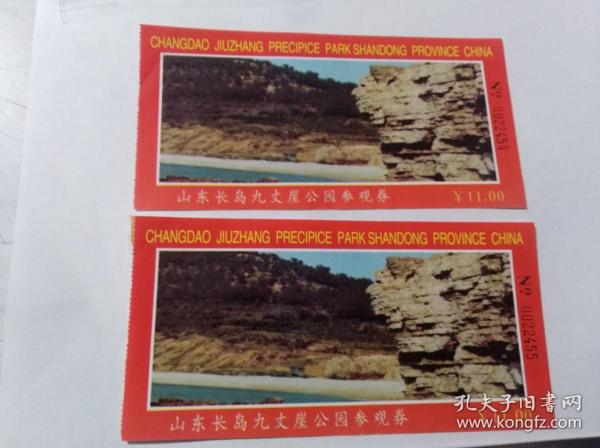 CHANGDAO JIUZHANG PRECIPICE PARK SHANDONG PROVINCE CHINA
№ 0022454
山东长岛九丈崖公园参观券
￥11.00
CHANGDAO JIUZHANG PRECIPICE PARK SHANDONG PROVINCE CHINA
№ 0022455
山东长岛九丈崖公园参观券
￥11.00
孔夫子旧书网
www.kongfz.com